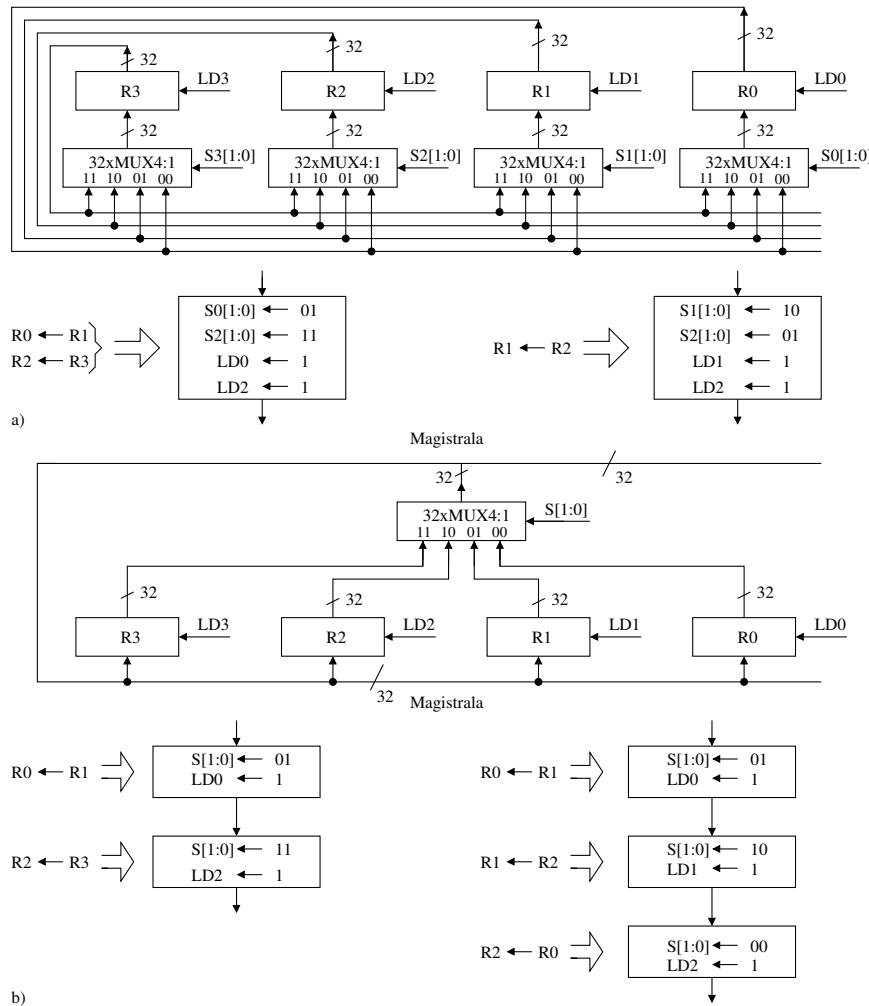 32 32 32 32
R3 LD3 R2 LD2 R1 LD1 R0 LD0
32 32 32 32
32xMUX4:1 S3[1:0] 32xMUX4:1 S2[1:0] 32xMUX4:1 S1[1:0] 32xMUX4:1 S0[1:0]
11 10 01 00 11 10 01 00 11 10 01 00 11 10 01 00
S0[1:0] ← 01 S1[1:0] ← 10
R0 ← R1 S2[1:0] ← 11 S2[1:0] ← 01
R2 ← R3 LD0 ← 1 R1 ← R2 LD1 ← 1
LD2 ← 1 LD2 ← 1
a)
Magistrala
32 32
32xMUX4:1 S[1:0]
11 10 01 00
32 32 32 32
R3 LD3 R2 LD2 R1 LD1 R0 LD0
32
Magistrala
R0 ← R1 S[1:0] ← 01 R0 ← R1 S[1:0] ← 01
LD0 ← 1 LD0 ← 1
R2 ← R3 S[1:0] ← 11 R1 ← R2 S[1:0] ← 10
LD2 ← 1 LD1 ← 1
R2 ← R0 S[1:0] ← 00
LD2 ← 1
b)